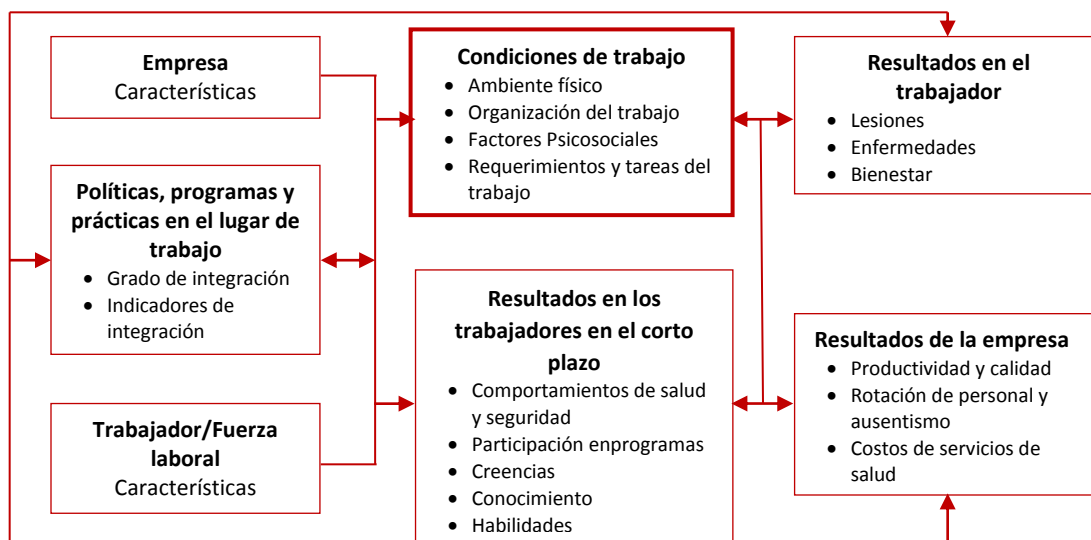 Empresa
Características
Políticas, programas y
prácticas en el lugar de
trabajo
• Grado de integración
• Indicadores de
integración
Trabajador/Fuerza
laboral
Características
Condiciones de trabajo
• Ambiente físico
• Organización del trabajo
• Factores Psicosociales
• Requerimientos y tareas del
trabajo
Resultados en los
trabajadores en el corto
plazo
• Comportamientos de salud
y seguridad
• Participación enprogramas
• Creencias
• Conocimiento
• Habilidades
Resultados en el
trabajador
• Lesiones
• Enfermedades
• Bienestar
Resultados de la empresa
• Productividad y calidad
• Rotación de personal y
ausentismo
• Costos de servicios de
salud